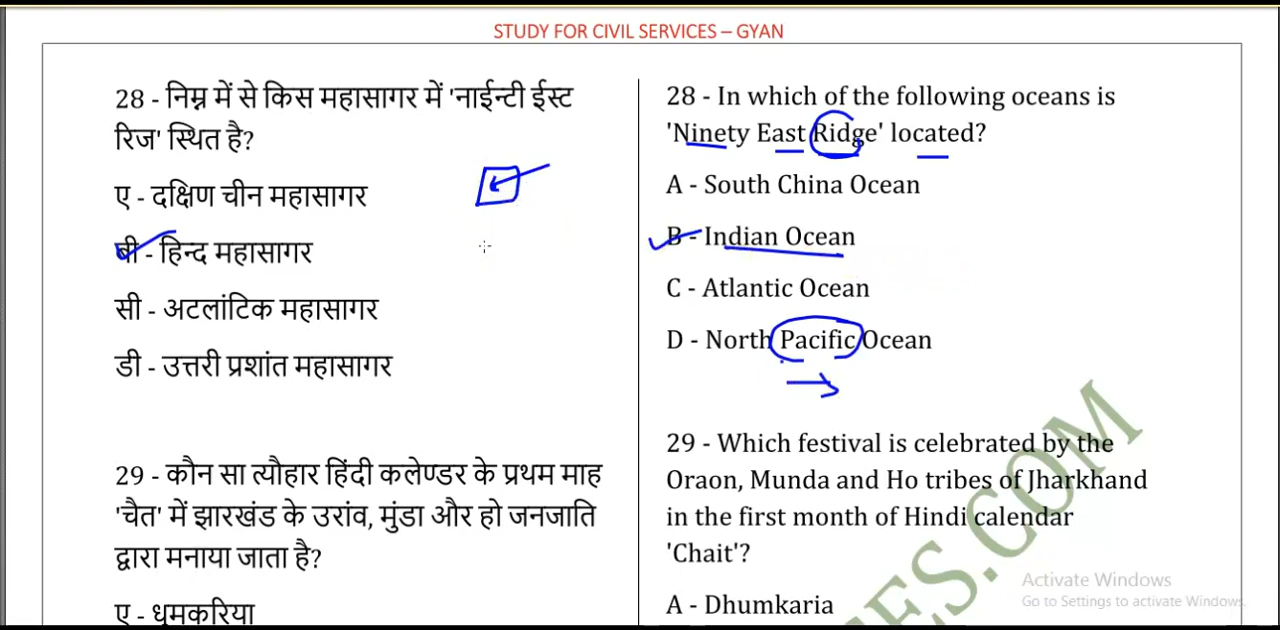 STUDY FOR CIVIL SERVICES – GYAN
28 - निम्न में से किस महासागर में 'नाईन्टी ईस्ट
रिज' स्थित है?
ए - दक्षिण चीन महासागर
बी - हिन्द महासागर
सी - अटलांटिक महासागर
डी - उत्तरी प्रशांत महासागर
29 - कौन सा त्यौहार हिंदी कलेण्डर के प्रथम माह
'चैत' में झारखंड के उरांव, मुंडा और हो जनजाति
द्वारा मनाया जाता है?
ए - धुमकरिया
28 - In which of the following oceans is
'Ninety East Ridge' located?
A - South China Ocean
B - Indian Ocean
C - Atlantic Ocean
D - North Pacific Ocean
29 - Which festival is celebrated by the
Oraon, Munda and Ho tribes of Jharkhand
in the first month of Hindi calendar
'Chait'?
A - Dhumkaria
ES.COM
Activate Windows
Go to Settings to activate Windows.